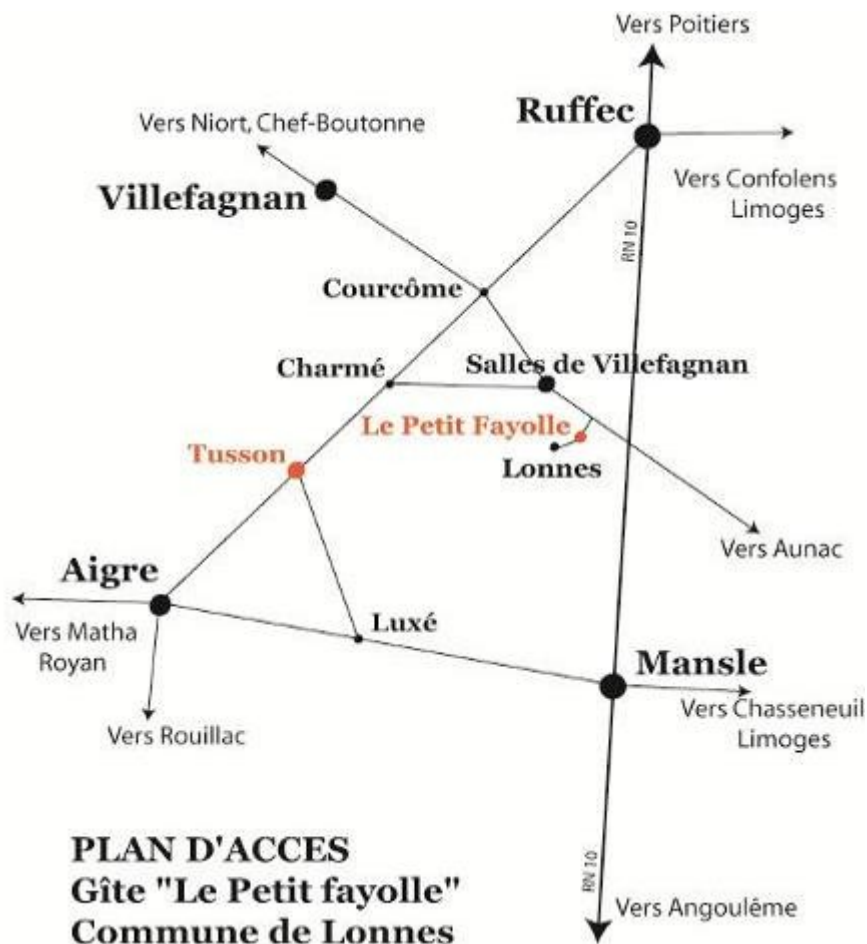 Vers Poitiers
Ruffec
Vers Niort, Chef-Boutonne
Villefagnan
Vers Confolens
Limoges
RN 10
Courcôme
Charmé
Salles de Villefagnan
Le Petit Fayolle
Tusson
Lonnes
Vers Aunac
Aigre
Vers Matha
Royan
Luxé
Mansle
Vers Rouillac
Vers Chasseneuil
Limoges
PLAN D'ACCES
Gîte "Le Petit fayolle"
Commune de Lonnes
RN 10
Vers Angoulême